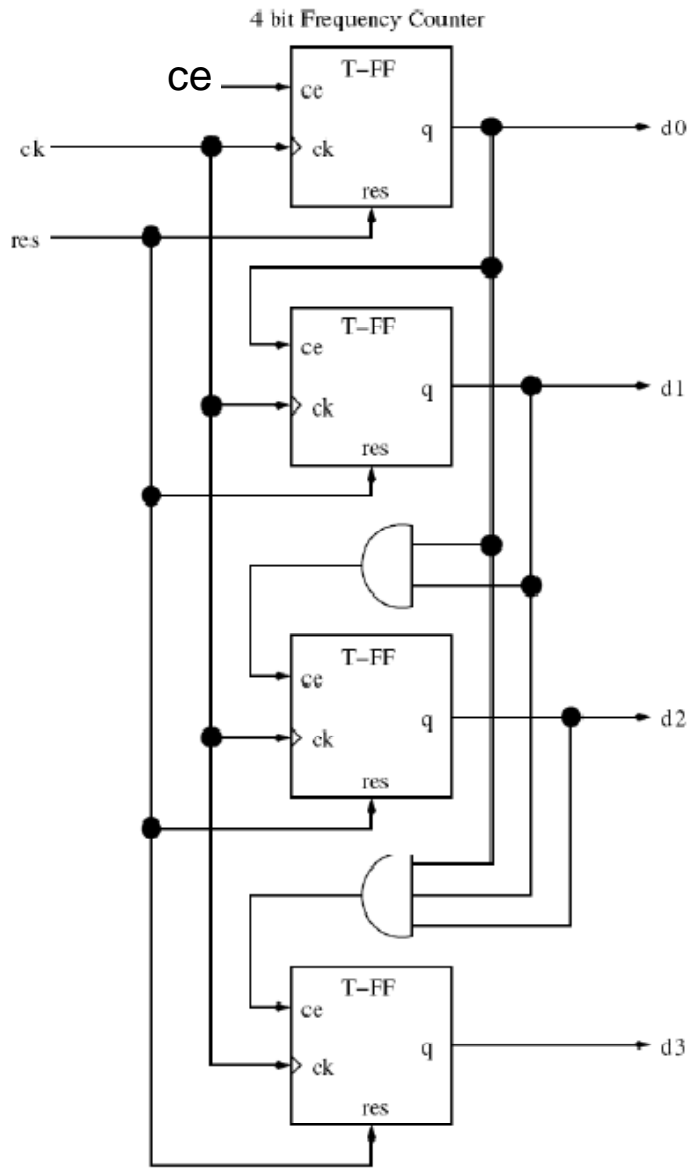 4 bit Frequency Counter
T-FF
ce
ce
q
d0
ck
ck
res
res
T-FF
ce
q
d1
ck
res
T-FF
ce
q
d2
ck
res
T-FF
ce
q
d3
ck
res